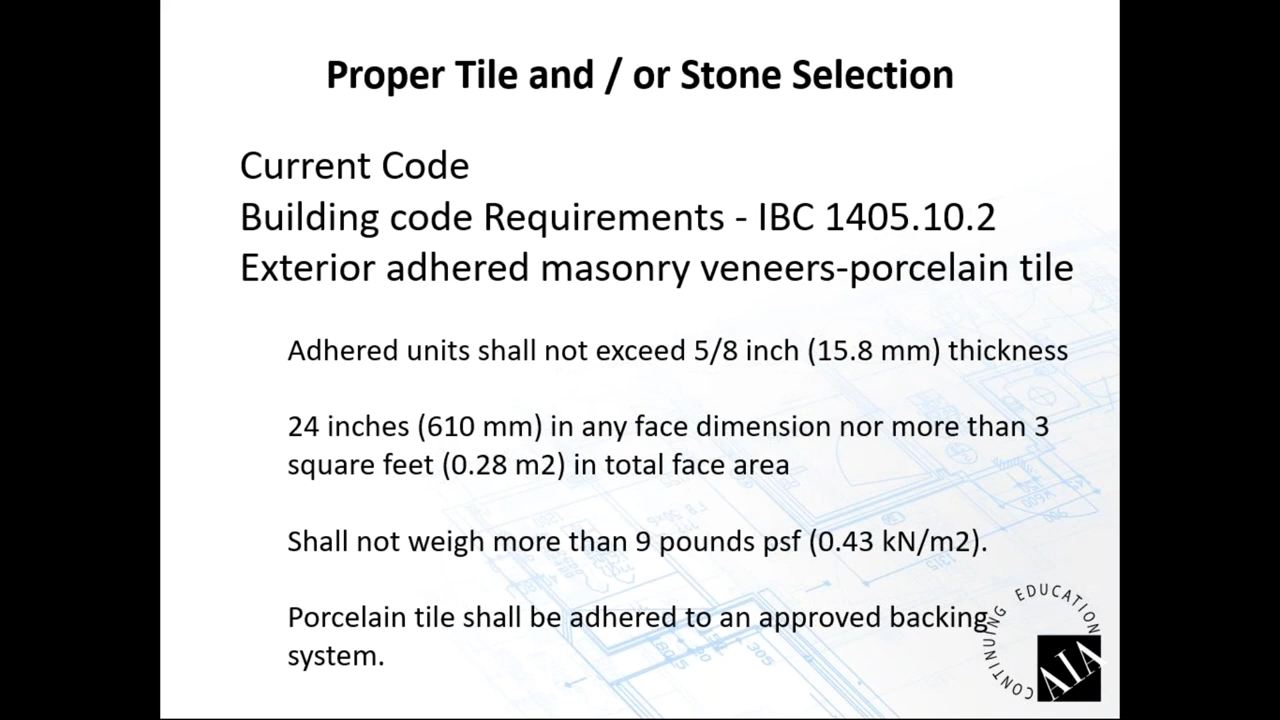 Proper Tile and / or Stone Selection
Current Code
Building code Requirements - IBC 1405.10.2
Exterior adhered masonry veneers-porcelain tile
Adhered units shall not exceed 5/8 inch (15.8 mm) thickness
24 inches (610 mm) in any face dimension nor more than 3
square feet (0.28 m2) in total face area
Shall not weigh more than 9 pounds psf (0.43 kN/m2).
Porcelain tile shall be adhered to an approved backing
system.
CONTINUING EDUCATION
AIA